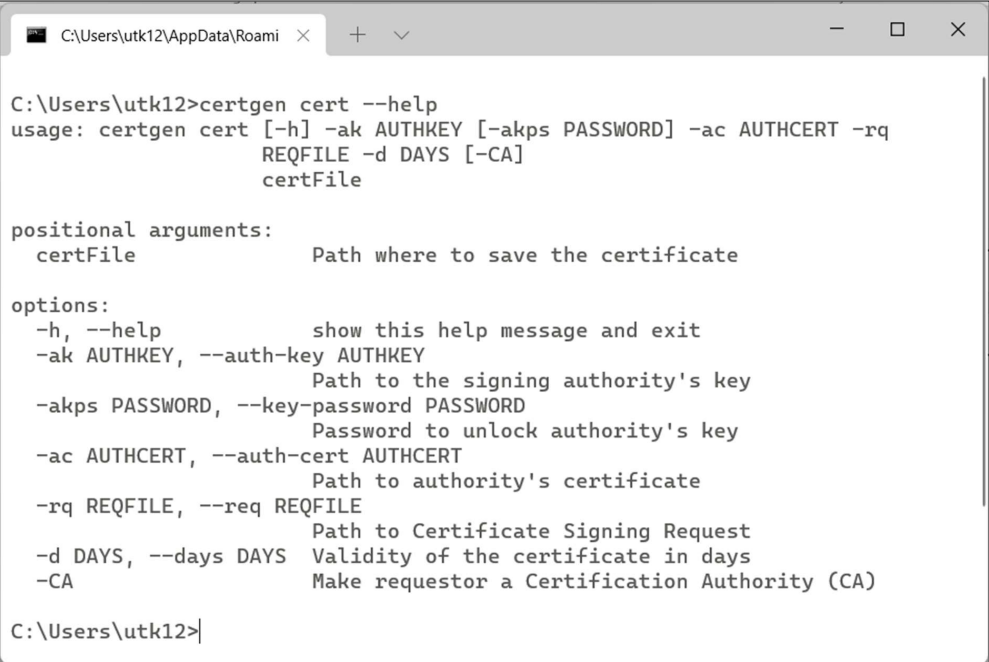 C:\Users\utk12\AppData\Roami
C:\Users\utk12>certgen cert --help
usage: certgen cert [-h] -ak AUTHKEY [-akps PASSWORD] -ac AUTHCERT -rq
REQFILE -d DAYS [-CA]
certFile
positional arguments:
certFile Path where to save the certificate
options:
-h, --help show this help message and exit
-ak AUTHKEY, --auth-key AUTHKEY
Path to the signing authority's key
-akps PASSWORD, --key-password PASSWORD
Password to unlock authority's key
-ac AUTHCERT, --auth-cert AUTHCERT
Path to authority's certificate
-rq REQFILE, --req REQFILE
Path to Certificate Signing Request
-d DAYS, --days DAYS Validity of the certificate in days
-CA Make requestor a Certification Authority (CA)
C:\Users\utk12>